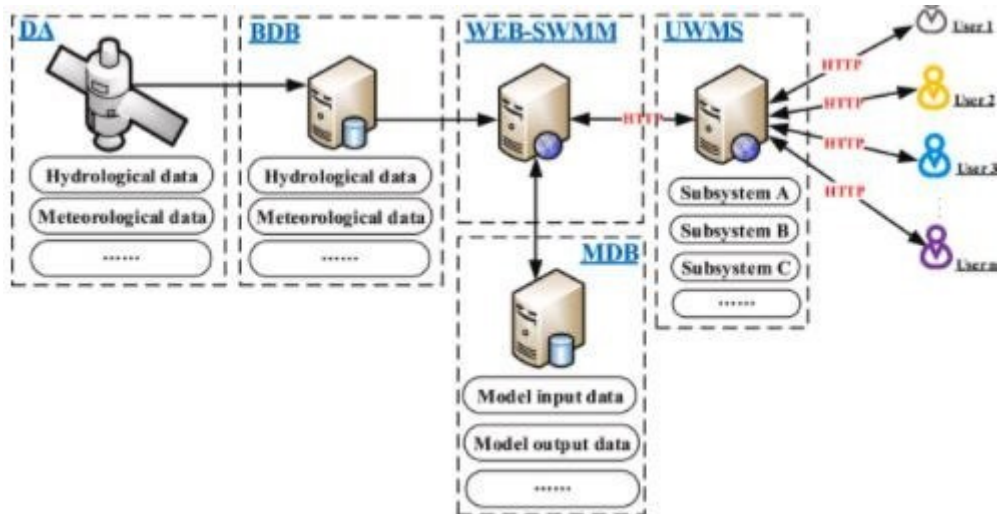 DA
Hydrological data
Meteorological data
......
BDB
Hydrological data
Meteorological data
......
WEB-SWMM
HTTP
MDB
Model input data
Model output data
......
UWMS
Subsystem A
Subsystem B
Subsystem C
......
HTTP
HTTP
HTTP
HTTP
User 1
User 2
User 3
User n